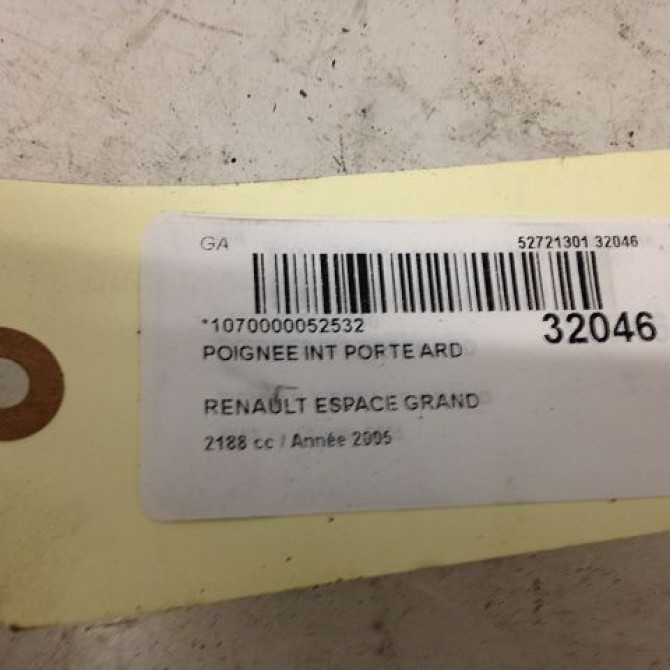 GA 52721301 32046
*1070000052532 32046
POIGNEE INT PORTE ARD
RENAULT ESPACE GRAND
2188 cc / Année 2005